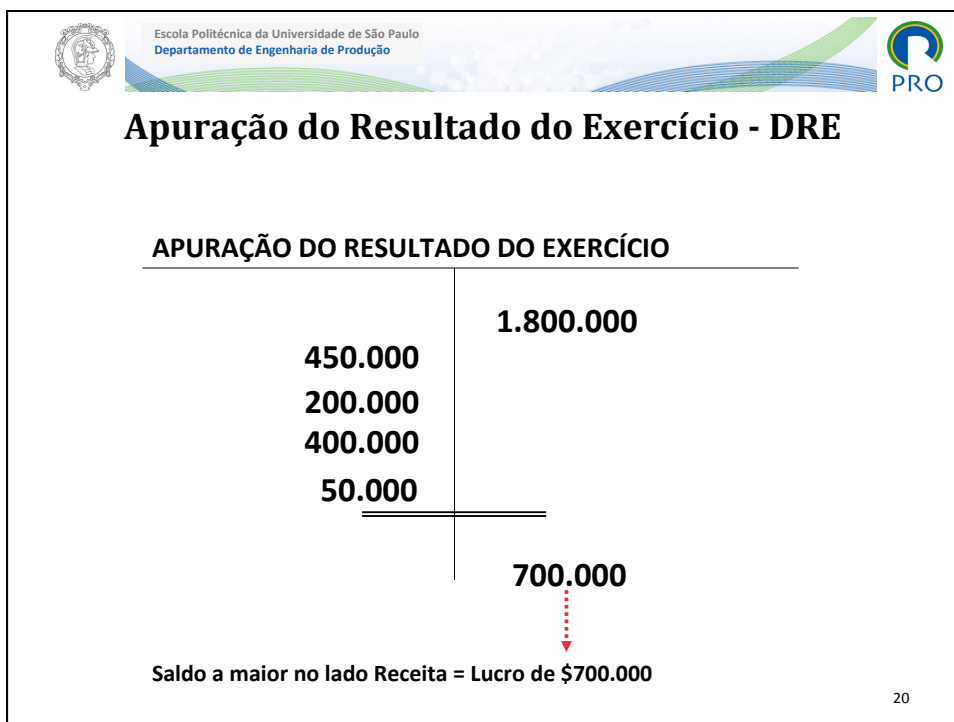 Escola Politécnica da Universidade de São Paulo
Departamento de Engenharia de Produção
PRO
Apuração do Resultado do Exercício - DRE
APURAÇÃO DO RESULTADO DO EXERCÍCIO
1.800.000
450.000
200.000
400.000
50.000
700.000
Saldo a maior no lado Receita = Lucro de $700.000
20